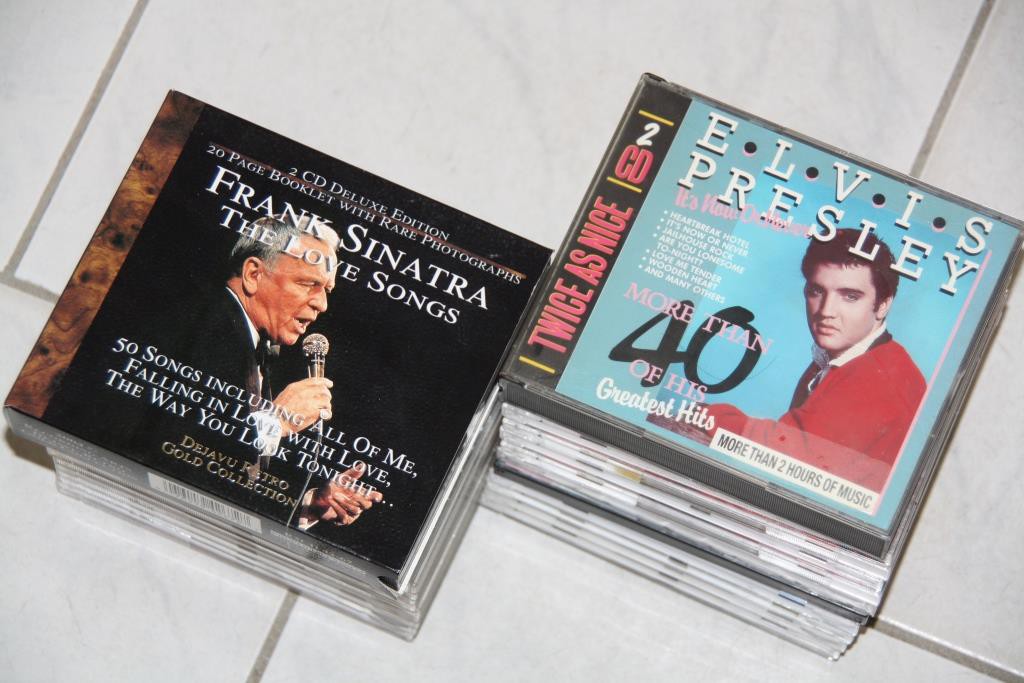 2 CD DELUXE EDITION
20 PAGE BOOKLET WITH RARE PHOTOGRAPHS
FRANK SINATRA
THE LOVE SONGS
50 SONGS INCLUDING ALL OF ME,
FALLING IN LOVE WITH LOVE,
THE WAY YOU LOOK TONIGHT...
DEJAVU RETRO
GOLD COLLECTION
2
CD
TWICE AS NICE
E•L•V•I•S
PRESLEY
It's Now Or Never
• HEARTBREAK HOTEL
• IT'S NOW OR NEVER
• JAILHOUSE ROCK
• ARE YOU LONESOME
TO-NIGHT?
• LOVE ME TENDER
• WOODEN HEART
• AND MANY OTHERS
MORE THAN
40
OF HIS
Greatest Hits
MORE THAN 2 HOURS OF MUSIC